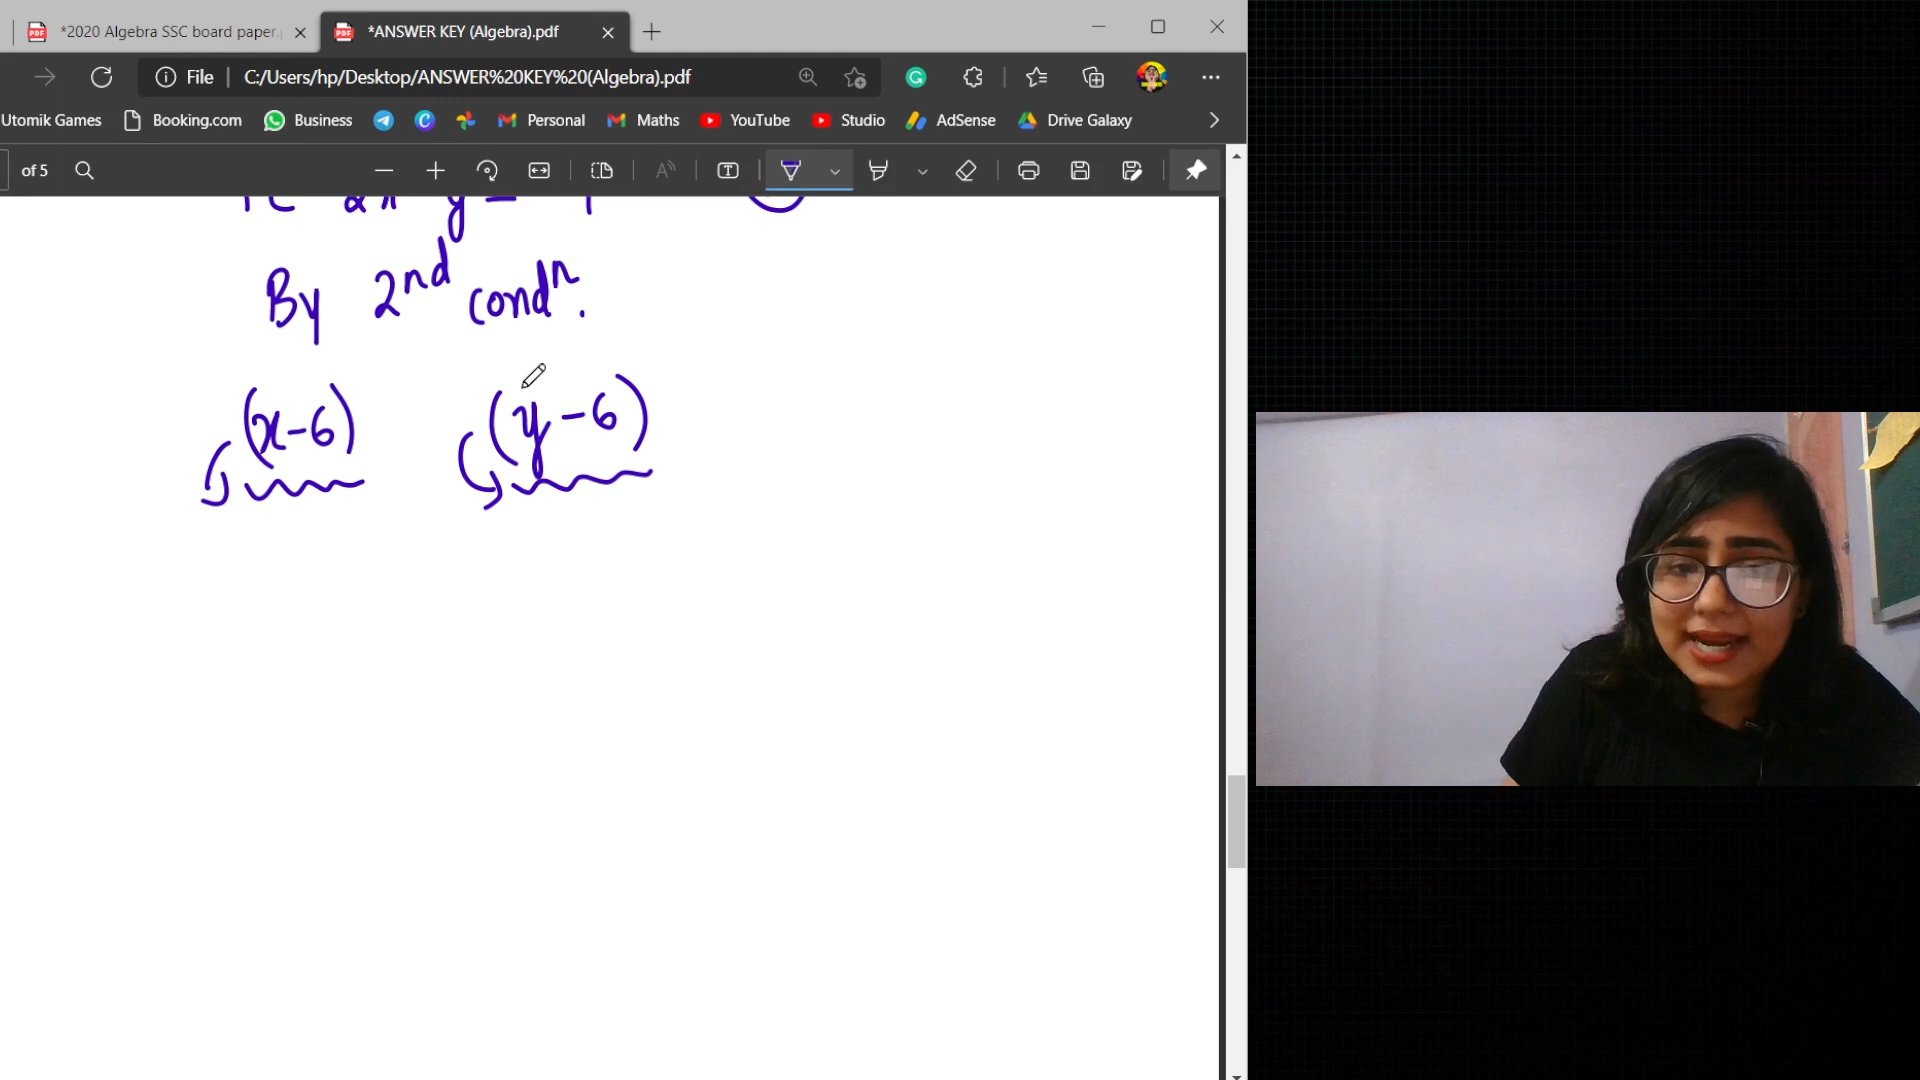 *2020 Algebra SSC board paper.p
*ANSWER KEY (Algebra).pdf
File
C:/Users/hp/Desktop/ANSWER%20KEY%20(Algebra).pdf
Utomik Games
Booking.com
Business
Personal
Maths
YouTube
Studio
AdSense
Drive Galaxy
of 5
By 2nd condn.
(x-6) (y-6)